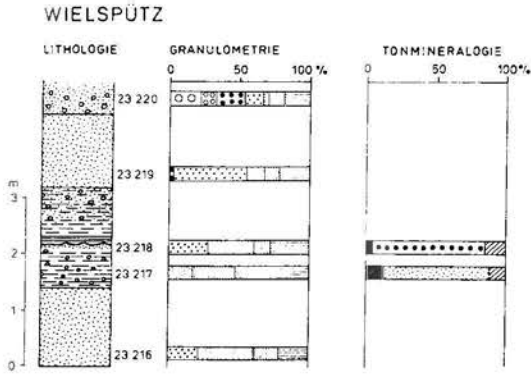 WIELSPÜTZ
LITHOLOGIE GRANULOMETRIE TONMINERALOGIE
0 50 100 % 0 50 100%
23 220
23 219
m
3
23 218
2
23 217
1
23 216
0